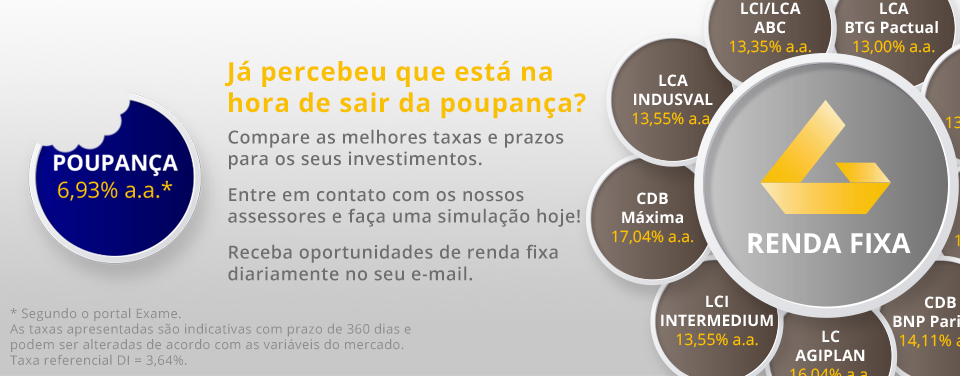 Já percebeu que está na
hora de sair da poupança?
Compare as melhores taxas e prazos
para os seus investimentos.
Entre em contato com os nossos
assessores e faça uma simulação hoje!
Receba oportunidades de renda fixa
diariamente no seu e-mail.
POUPANÇA
6,93% a.a.*
* Segundo o portal Exame.
As taxas apresentadas são indicativas com prazo de 360 dias e
podem ser alteradas de acordo com as variáveis do mercado.
Taxa referencial DI = 3,64%.
LCI/LCA
ABC
13,35% a.a.
LCA
BTG Pactual
13,00% a.a.
LCA
INDUSVAL
13,55% a.a
CDB
Máxima
17,04% a.a.
LCI
INTERMEDIUM
13,55% a.a.
LC
AGIPLAN
16,04% a.a.
CDB
BNP Pari
14,11% a.
RENDA FIXA